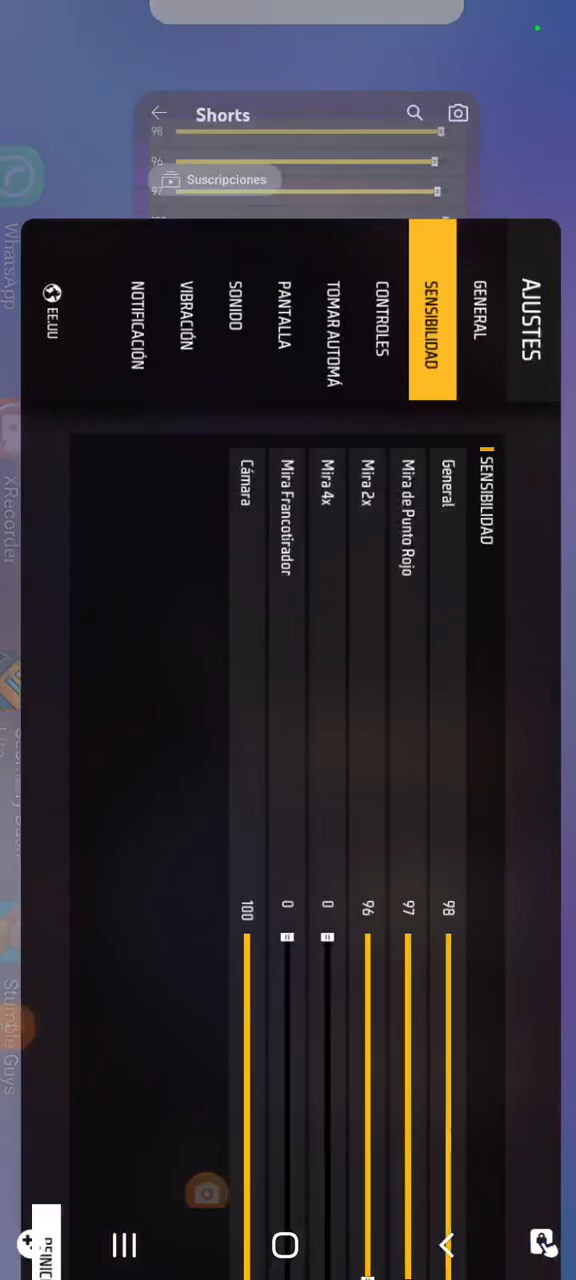 Shorts
98
96
Suscripciones
97
AJUSTES
GENERAL
SENSIBILIDAD
CONTROLES
TOMAR AUTOMÁ
PANTALLA
SONIDO
VIBRACIÓN
NOTIFICACIÓN
EE.UU
SENSIBILIDAD
General 98
Mira de Punto Rojo 97
Mira 2x 96
Mira 4x 0
Mira Francotirador 0
Cámara 100
WhatsApp
XRecorder
Lite
Stumble Guys